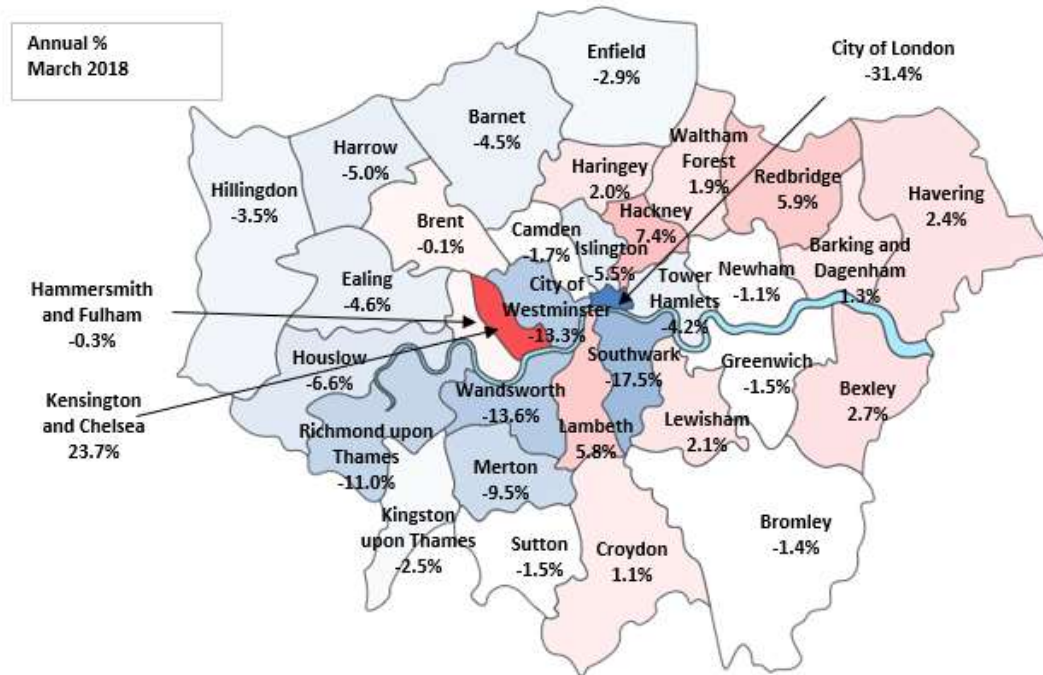 Annual %
March 2018
Enfield
-2.9%
City of London
-31.4%
Barnet
-4.5%
Harrow
-5.0%
Hillingdon
-3.5%
Haringey
2.0%
Waltham
Forest
1.9%
Redbridge
5.9%
Havering
2.4%
Brent
-0.1%
Camden
-1.7%
Islington
-5.5%
Hackney
7.4%
Barking and
Dagenham
1.3%
Ealing
-4.6%
City of
Westminster
-13.3%
Tower
Hamlets
-4.2%
Newham
-1.1%
Hammersmith
and Fulham
-0.3%
Houslow
-6.6%
Kensington
and Chelsea
23.7%
Wandsworth
-13.6%
Southwark
-17.5%
Greenwich
-1.5%
Bexley
2.7%
Richmond upon
Thames
-11.0%
Lambeth
5.8%
Lewisham
2.1%
Merton
-9.5%
Kingston
upon Thames
-2.5%
Sutton
-1.5%
Croydon
1.1%
Bromley
-1.4%